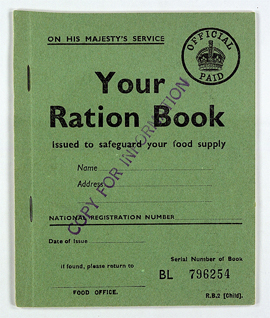 ON HIS MAJESTY'S SERVICE
OFFICIAL
PAID
Your
Ration Book
Issued to safeguard your food supply
COPY FOR INFORMATION
Name
Address
NATIONAL REGISTRATION NUMBER
Date of Issue
Serial Number of Book
If found, please return to
BL 796254
FOOD OFFICE.
R.B.2 [Child].